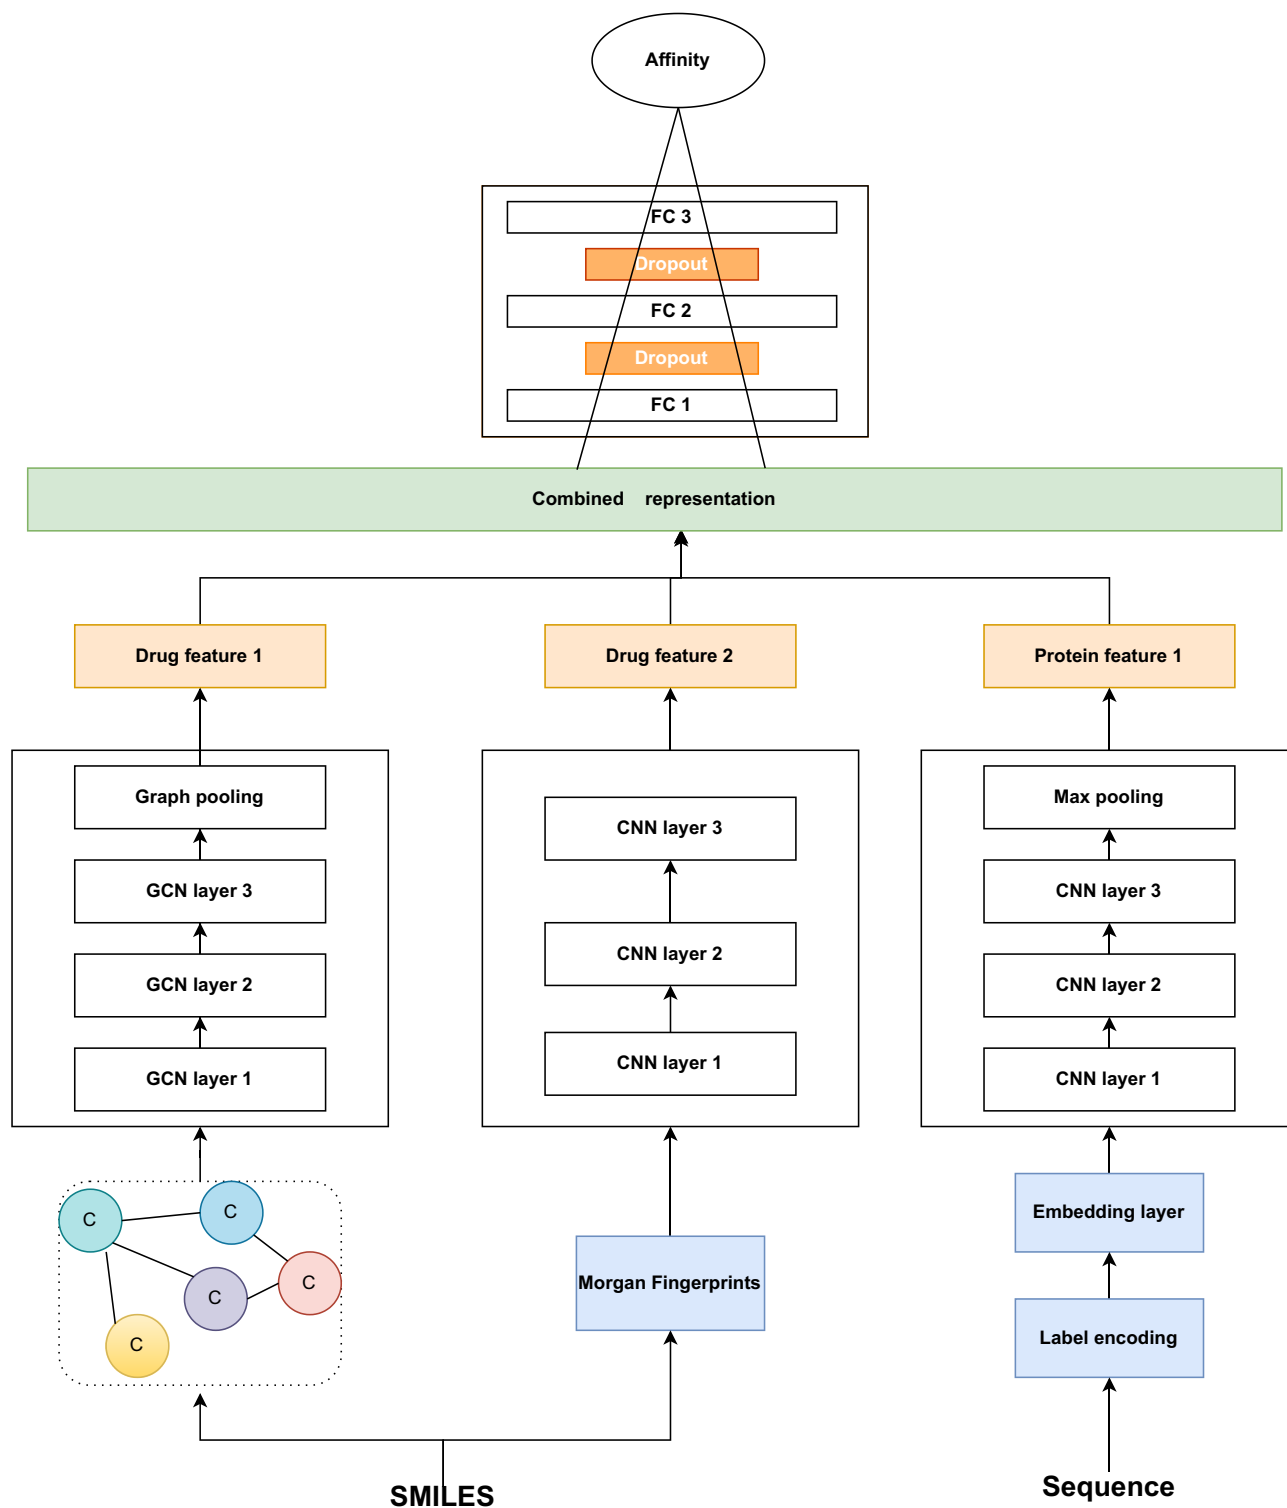 Affinity
FC 3
Dropout
FC 2
Dropout
FC 1
Combined representation
Drug feature 1
Drug feature 2
Protein feature 1
Graph pooling
GCN layer 3
GCN layer 2
GCN layer 1
CNN layer 3
CNN layer 2
CNN layer 1
Max pooling
CNN layer 3
CNN layer 2
CNN layer 1
C
C
C
C
C
Morgan Fingerprints
Embedding layer
Label encoding
SMILES
Sequence